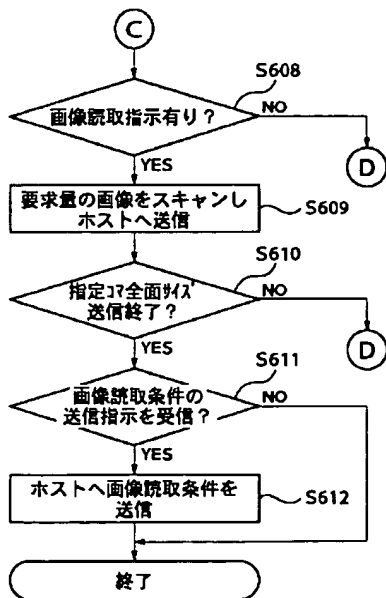 C
S608
画像読取指示有り？
NO
YES
D
要求量の画像をスキャンし
ホストへ送信
S609
S610
指定ｺﾏ全面ｻｲｽﾞ
送信終了？
NO
YES
D
S611
画像読取条件の
送信指示を受信？
NO
YES
ホストへ画像読取条件を
送信
S612
終了